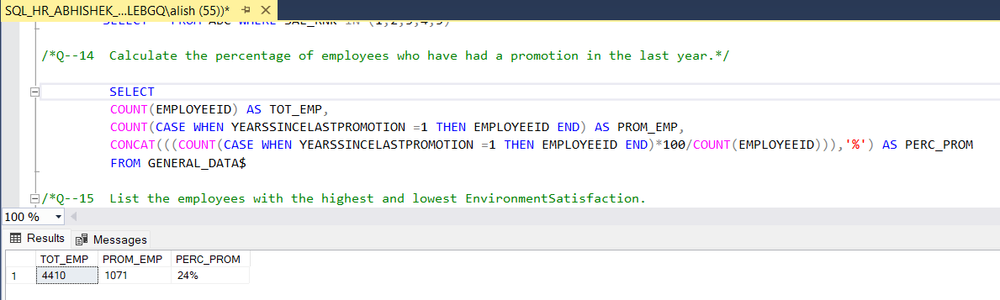 SQL_HR_ABHISHEK_...LEBGQ\alish (55))*
SELECT * FROM ABC WHERE SAL_RNK IN (1,2,3,4,5)
/*Q--14 Calculate the percentage of employees who have had a promotion in the last year.*/
SELECT
COUNT(EMPLOYEEID) AS TOT_EMP,
COUNT(CASE WHEN YEARSSINCELASTPROMOTION =1 THEN EMPLOYEEID END) AS PROM_EMP,
CONCAT(((COUNT(CASE WHEN YEARSSINCELASTPROMOTION =1 THEN EMPLOYEEID END)*100/COUNT(EMPLOYEEID))),'%') AS PERC_PROM
FROM GENERAL_DATA$
/*Q--15 List the employees with the highest and lowest EnvironmentSatisfaction.
100 %
Results Messages
TOT_EMP PROM_EMP PERC_PROM
1 4410 1071 24%